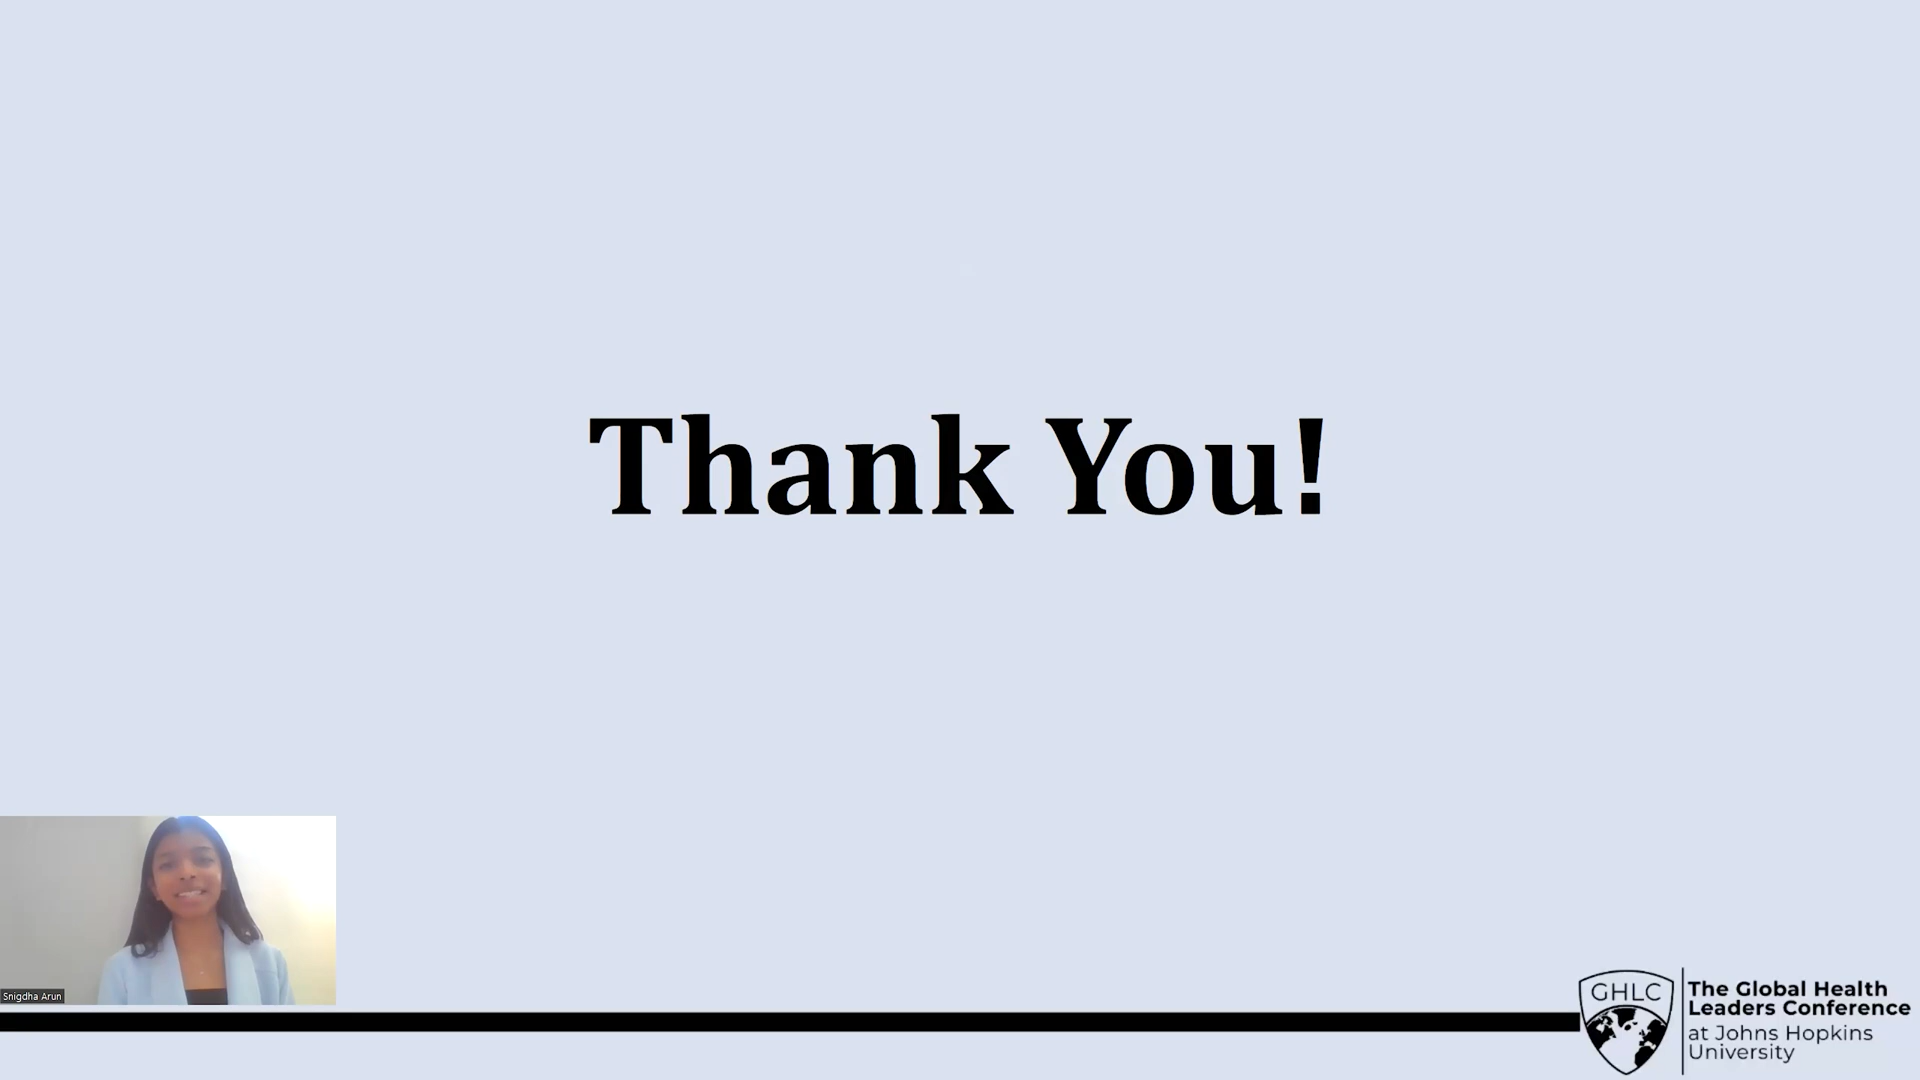 Thank You!
Snigdha Arun
GHLC
The Global Health
Leaders Conference
at Johns Hopkins
University